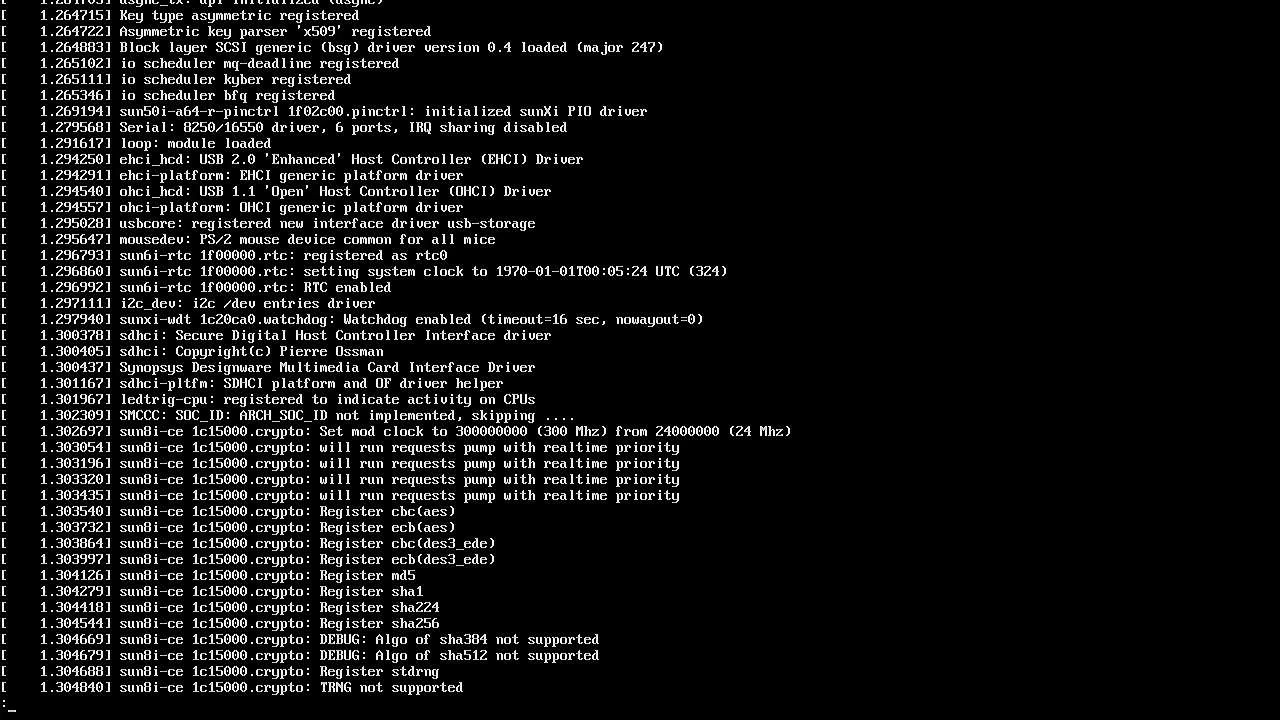 [    1.264703] async_tx: api initialized (async)
[    1.264715] Key type asymmetric registered
[    1.264722] Asymmetric key parser 'x509' registered
[    1.264883] Block layer SCSI generic (bsg) driver version 0.4 loaded (major 247)
[    1.265102] io scheduler mq-deadline registered
[    1.265111] io scheduler kyber registered
[    1.265346] io scheduler bfq registered
[    1.269194] sun50i-a64-r-pinctrl 1f02c00.pinctrl: initialized sunXi PIO driver
[    1.279568] Serial: 8250/16550 driver, 6 ports, IRQ sharing disabled
[    1.291617] loop: module loaded
[    1.294250] ehci_hcd: USB 2.0 'Enhanced' Host Controller (EHCI) Driver
[    1.294291] ehci-platform: EHCI generic platform driver
[    1.294540] ohci_hcd: USB 1.1 'Open' Host Controller (OHCI) Driver
[    1.294557] ohci-platform: OHCI generic platform driver
[    1.295028] usbcore: registered new interface driver usb-storage
[    1.295647] mousedev: PS/2 mouse device common for all mice
[    1.296793] sun6i-rtc 1f00000.rtc: registered as rtc0
[    1.296860] sun6i-rtc 1f00000.rtc: setting system clock to 1970-01-01T00:05:24 UTC (324)
[    1.296992] sun6i-rtc 1f00000.rtc: RTC enabled
[    1.297111] i2c_dev: i2c /dev entries driver
[    1.297940] sunxi-wdt 1c20ca0.watchdog: Watchdog enabled (timeout=16 sec, nowayout=0)
[    1.300378] sdhci: Secure Digital Host Controller Interface driver
[    1.300405] sdhci: Copyright(c) Pierre Ossman
[    1.300437] Synopsys Designware Multimedia Card Interface Driver
[    1.301167] sdhci-pltfm: SDHCI platform and OF driver helper
[    1.301967] ledtrig-cpu: registered to indicate activity on CPUs
[    1.302309] SMCCC: SOC_ID: ARCH_SOC_ID not implemented, skipping ....
[    1.302697] sun8i-ce 1c15000.crypto: Set mod clock to 300000000 (300 Mhz) from 24000000 (24 Mhz)
[    1.303054] sun8i-ce 1c15000.crypto: will run requests pump with realtime priority
[    1.303196] sun8i-ce 1c15000.crypto: will run requests pump with realtime priority
[    1.303320] sun8i-ce 1c15000.crypto: will run requests pump with realtime priority
[    1.303435] sun8i-ce 1c15000.crypto: will run requests pump with realtime priority
[    1.303540] sun8i-ce 1c15000.crypto: Register cbc(aes)
[    1.303732] sun8i-ce 1c15000.crypto: Register ecb(aes)
[    1.303864] sun8i-ce 1c15000.crypto: Register cbc(des3_ede)
[    1.303997] sun8i-ce 1c15000.crypto: Register ecb(des3_ede)
[    1.304126] sun8i-ce 1c15000.crypto: Register md5
[    1.304279] sun8i-ce 1c15000.crypto: Register sha1
[    1.304418] sun8i-ce 1c15000.crypto: Register sha224
[    1.304544] sun8i-ce 1c15000.crypto: Register sha256
[    1.304669] sun8i-ce 1c15000.crypto: DEBUG: Algo of sha384 not supported
[    1.304679] sun8i-ce 1c15000.crypto: DEBUG: Algo of sha512 not supported
[    1.304688] sun8i-ce 1c15000.crypto: Register stdrng
[    1.304840] sun8i-ce 1c15000.crypto: TRNG not supported
:_